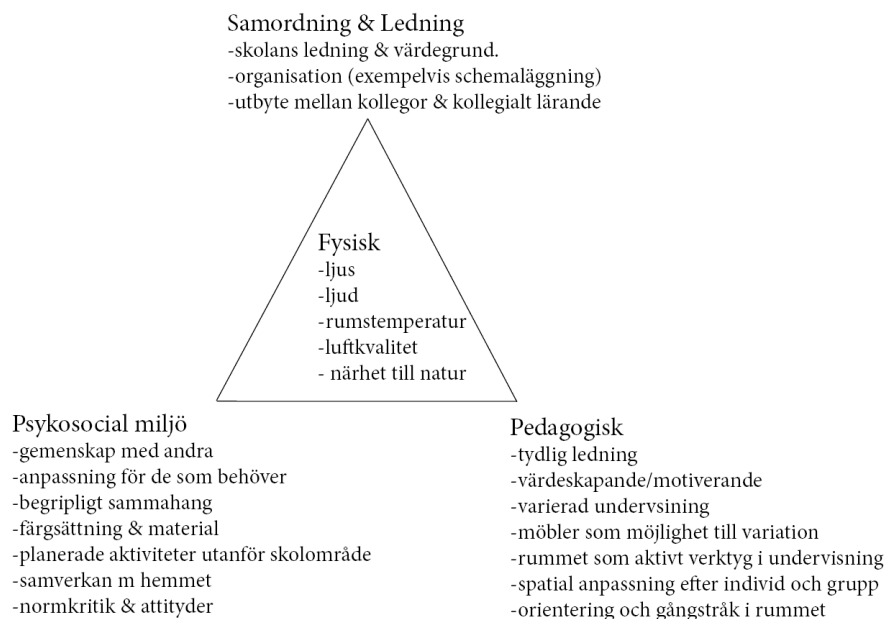 Samordning & Ledning
-skolans ledning & värdegrund.
-organisation (exempelvis schemaläggning)
-utbyte mellan kollegor & kollegialt lärande
Fysisk
-ljus
-ljud
-rumstemperatur
-luftkvalitet
- närhet till natur
Psykosocial miljö
-gemenskap med andra
-anpassning för de som behöver
-begripligt sammahang
-färgsättning & material
-planerade aktiviteter utanför skolområde
-samverkan m hemmet
-normkritik & attityder
Pedagogisk
-tydlig ledning
-värdeskapande/motiverande
-varierad undervsining
-möbler som möjlighet till variation
-rummet som aktivt verktyg i undervisning
-spatial anpassning efter individ och grupp
-orientering och gångstråk i rummet